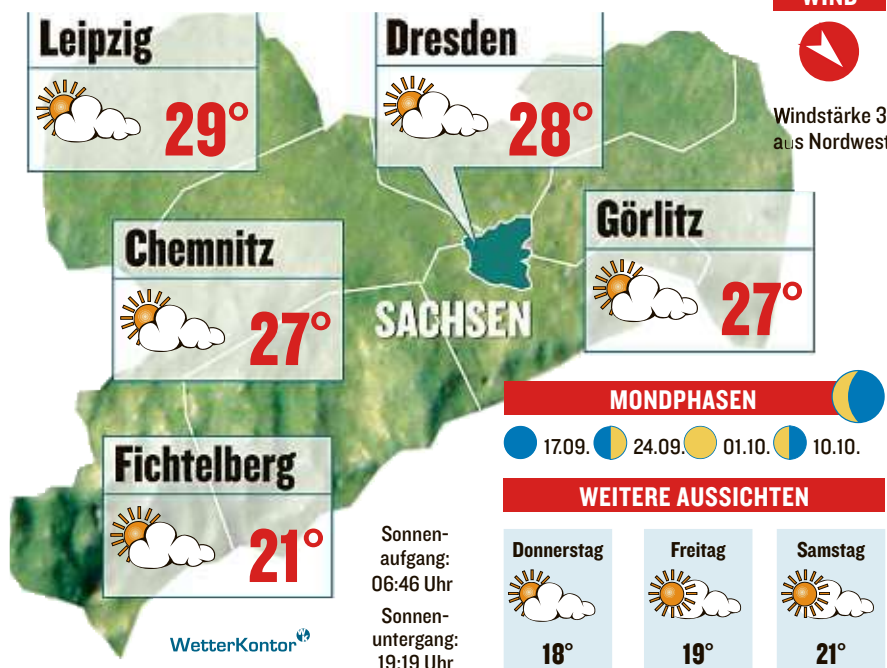 WIND
Windstärke 3
aus Nordwest
Leipzig
29°
Dresden
28°
Chemnitz
27°
Görlitz
27°
SACHSEN
Fichtelberg
21°
MONDPHASEN
17.09. 24.09. 01.10. 10.10.
WEITERE AUSSICHTEN
Donnerstag
18°
Freitag
19°
Samstag
21°
Sonnen-
aufgang:
06:46 Uhr
Sonnen-
untergang:
19:19 Uhr
WetterKontor